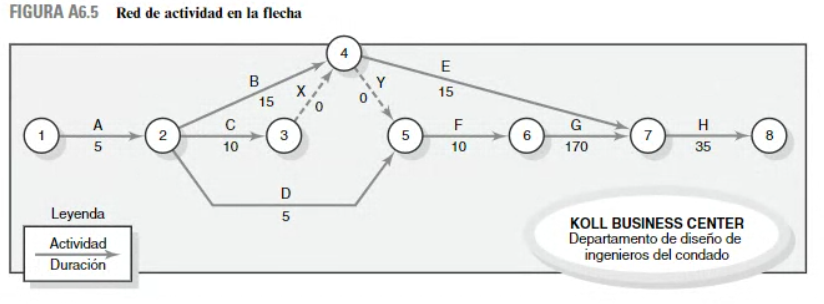 FIGURA A6.5 Red de actividad en la flecha
4
B
15
X
0
0
Y
E
15
1
A
5
2
C
10
3
5
F
10
6
G
170
7
H
35
8
D
5
Leyenda
Actividad
Duración
KOLL BUSINESS CENTER
Departamento de diseño de
ingenieros del condado